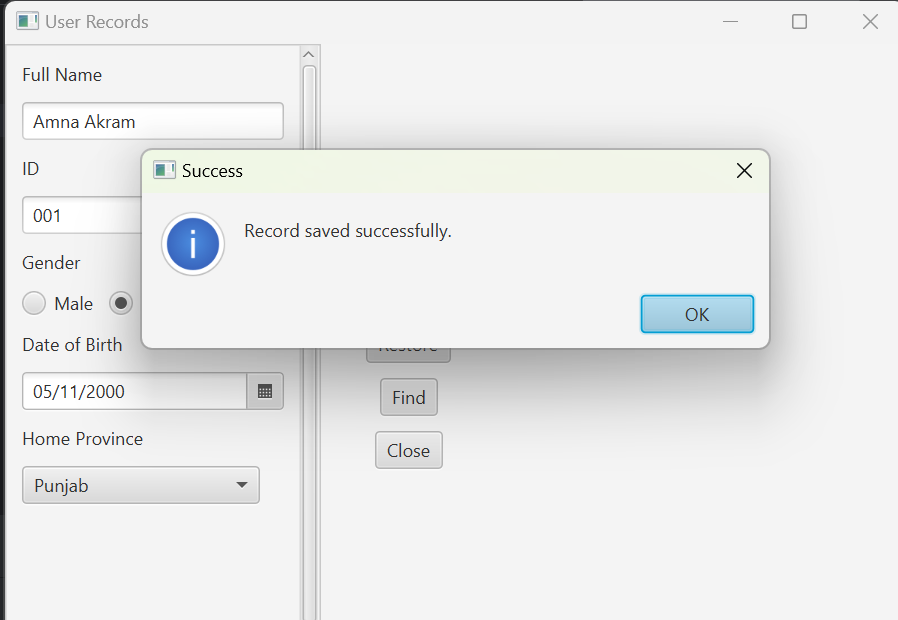 User Records
Full Name
Amna Akram
ID
001
Success
Record saved successfully.
OK
Gender
Male
Date of Birth
05/11/2000
Home Province
Punjab
Restore
Find
Close